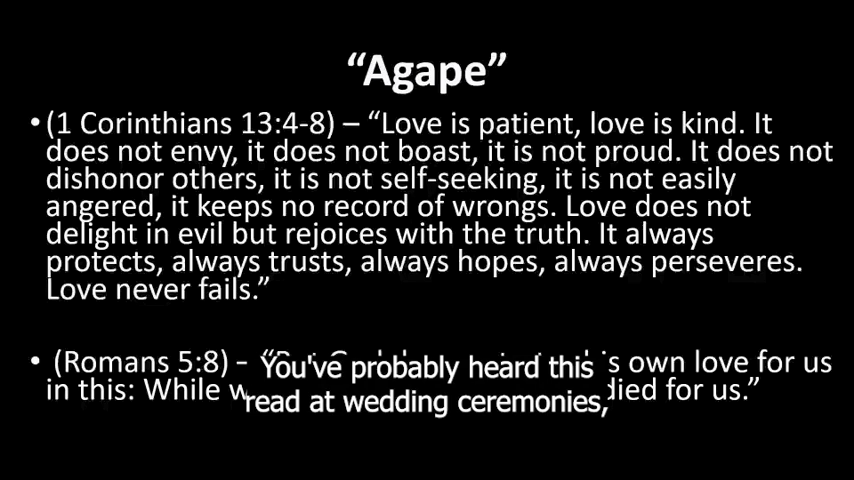 “Agape”
• (1 Corinthians 13:4-8) – “Love is patient, love is kind. It
does not envy, it does not boast, it is not proud. It does not
dishonor others, it is not self-seeking, it is not easily
angered, it keeps no record of wrongs. Love does not
delight in evil but rejoices with the truth. It always
protects, always trusts, always hopes, always perseveres.
Love never fails.”
• (Romans 5:8) – own love for us
in this: While died for us.”
You've probably heard this
read at wedding ceremonies,